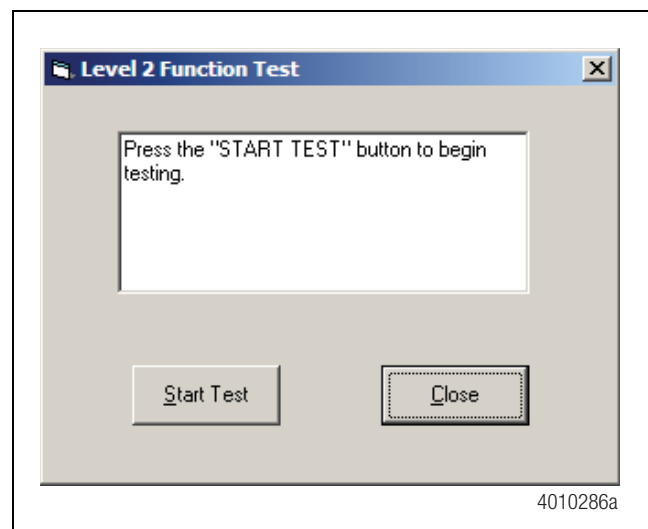 Level 2 Function Test
Press the "START TEST" button to begin
testing.
Start Test
Close
4010286a